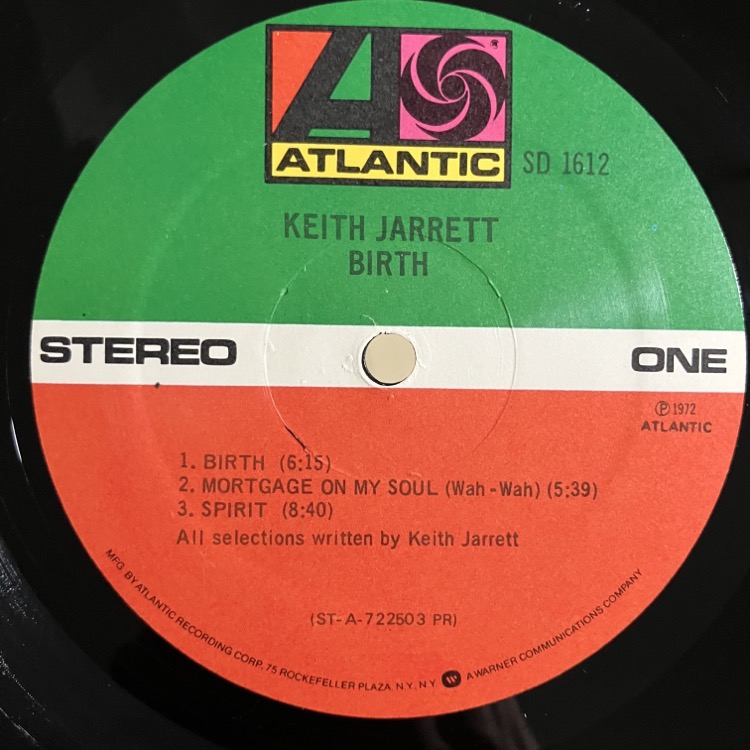 ATLANTIC
SD 1612
KEITH JARRETT
BIRTH
STEREO
ONE
Ⓟ 1972
ATLANTIC
1. BIRTH (6:15)
2. MORTGAGE ON MY SOUL (Wah-Wah) (5:39)
3. SPIRIT (8:40)
All selections written by Keith Jarrett
(ST-A-722503 PR)
MFG. BY ATLANTIC RECORDING CORP., 75 ROCKEFELLER PLAZA, N.Y., N.Y. A WARNER COMMUNICATIONS COMPANY